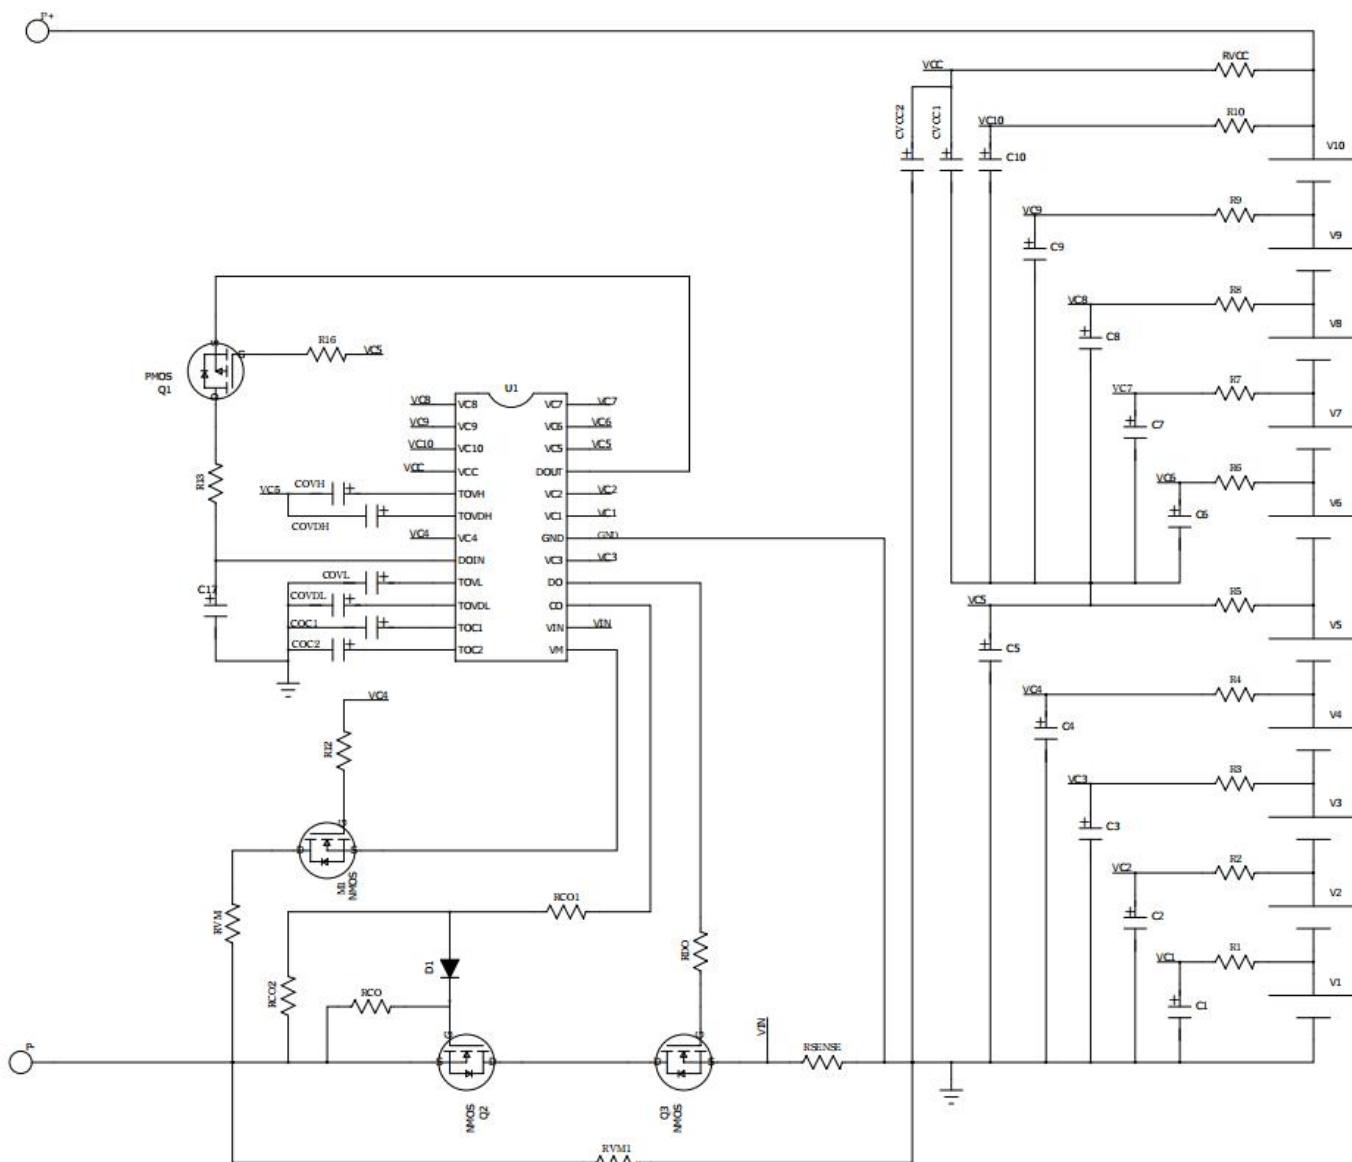 P+
VCC
RVCC
CVCC2
CVCC1
VC10
R10
C10
V10
VC9
R9
C9
V9
VC8
R8
C8
V8
VC7
R7
C7
V7
VC6
R6
C6
V6
VC5
R5
C5
V5
VC4
R4
C4
V4
VC3
R3
C3
V3
VC2
R2
C2
V2
VC1
R1
C1
V1
S
G
D
R16
VC5
PMOS
Q1
R13
C17
U1
VC8 VC8 VC7 VC7
VC9 VC9 VC6 VC6
VC10 VC10 VC5 VC5
VCC VCC DOUT
VC5 COVH TOVH VC2 VC2
COVDH TOVDH VC1 VC1
VC4 VC4 GND GND
DOIN VC3 VC3
COVL TOVL DO
COVDL TOVDL CO
COC1 TOC1 VIN VIN
COC2 TOC2 VM
VC4
R12
G
D S
M1
NMOS
RVM
RCO1
RCO2
D1
RCO
RDO
P-
G
S D
NMOS
Q2
G
D S
Q3
NMOS
VIN
RSENSE
RVM1